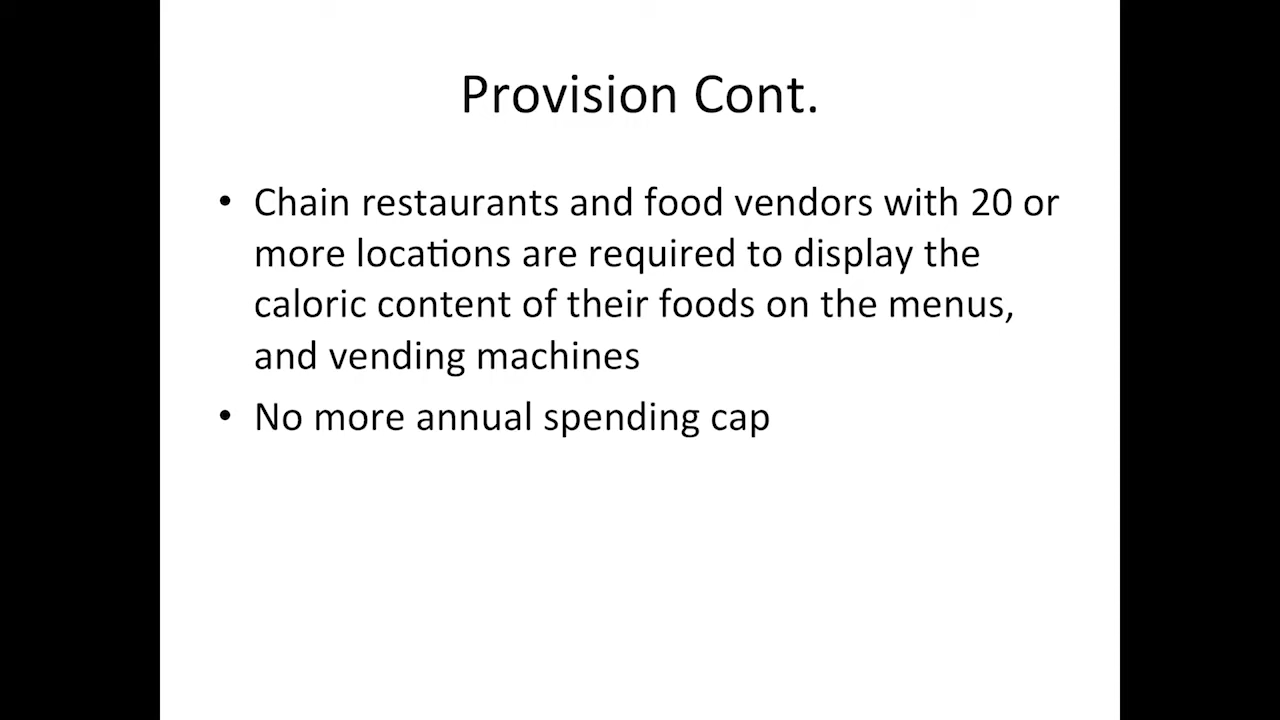 Provision Cont.
• Chain restaurants and food vendors with 20 or
more locations are required to display the
caloric content of their foods on the menus,
and vending machines
• No more annual spending cap